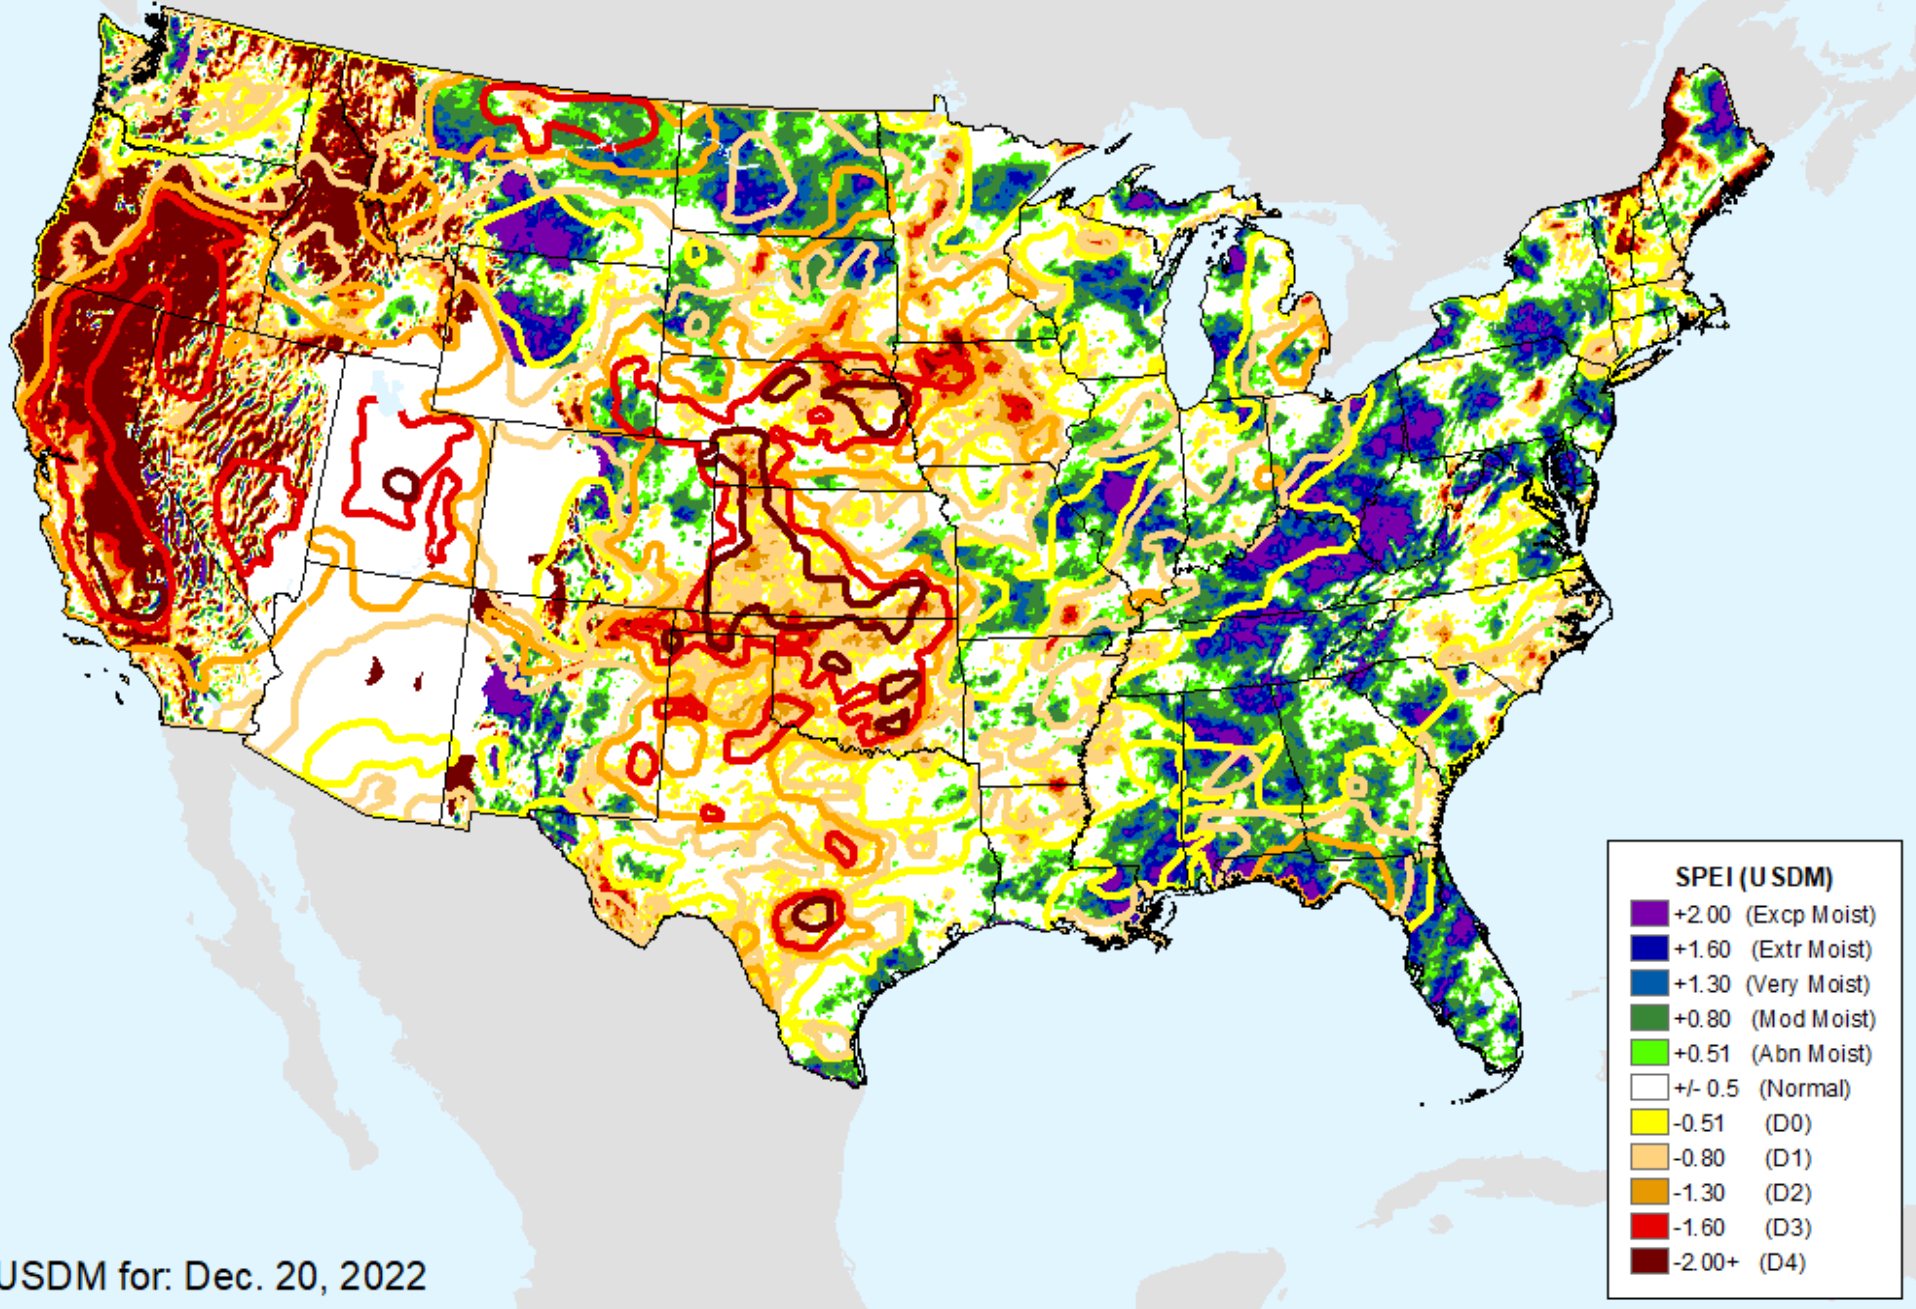 SPEI (USDM)
+2.00 (Excp Moist)
+1.60 (Extr Moist)
+1.30 (Very Moist)
+0.80 (Mod Moist)
+0.51 (Abn Moist)
+/- 0.5 (Normal)
-0.51 (D0)
-0.80 (D1)
-1.30 (D2)
-1.60 (D3)
-2.00+ (D4)
USDM for: Dec. 20, 2022